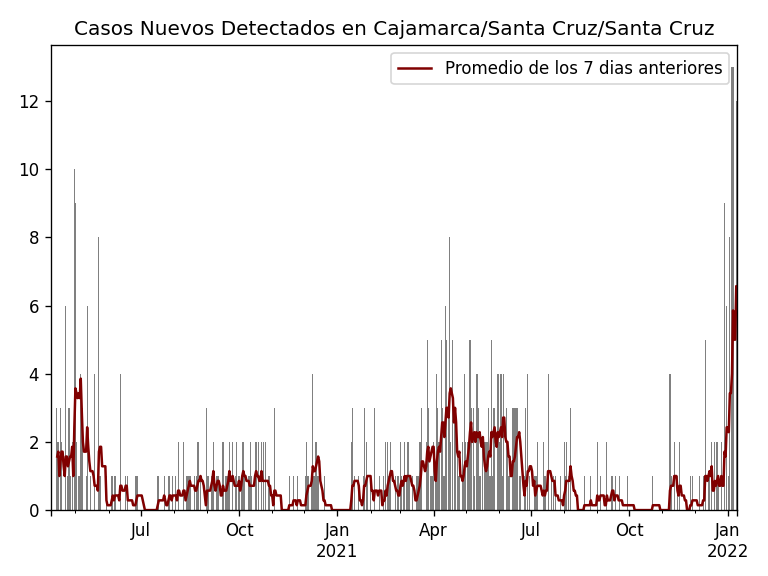 Casos Nuevos Detectados en Cajamarca/Santa Cruz/Santa Cruz
Promedio de los 7 dias anteriores
12
10
8
6
4
2
0
Jul
Oct
Jan
2021
Apr
Jul
Oct
Jan
2022